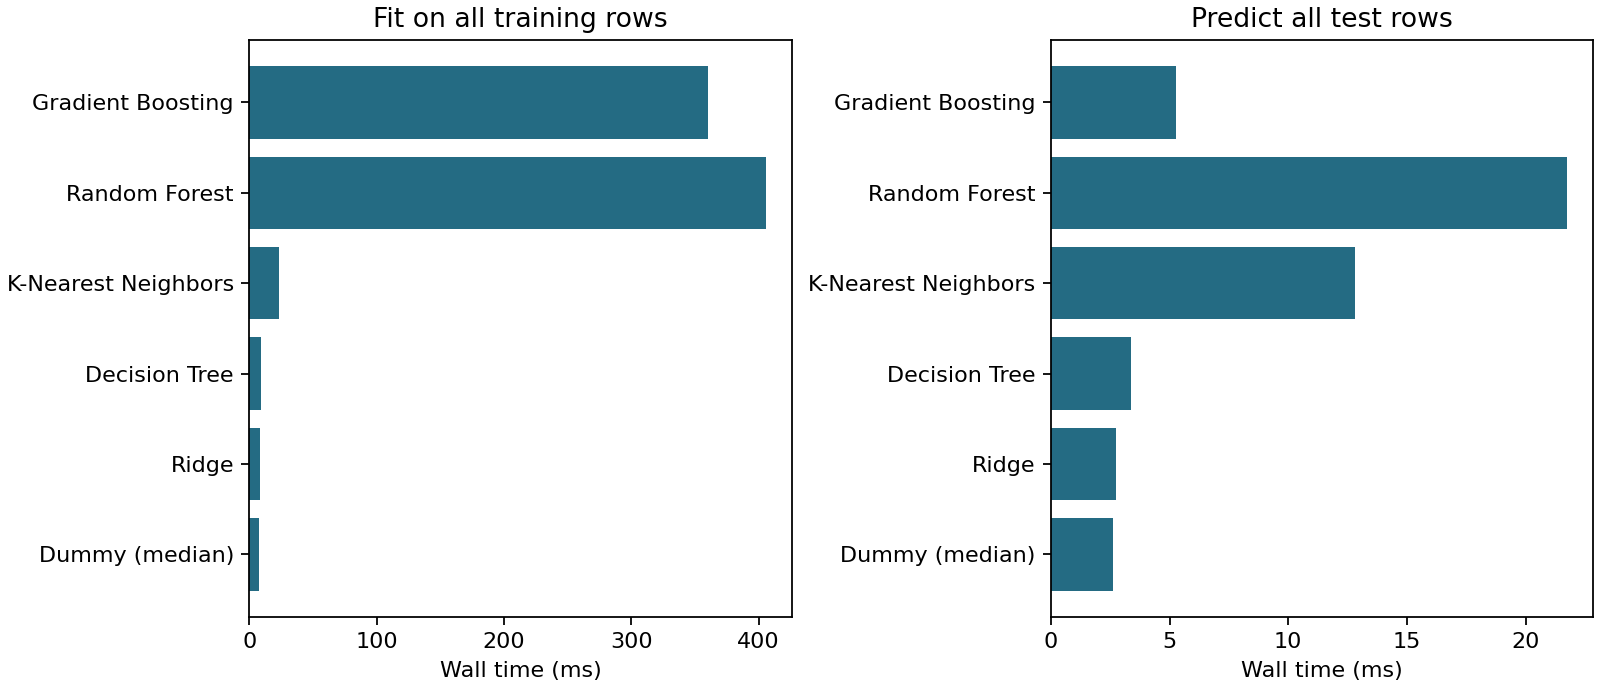 Fit on all training rows
Gradient Boosting
Random Forest
K-Nearest Neighbors
Decision Tree
Ridge
Dummy (median)
0 100 200 300 400
Wall time (ms)
Predict all test rows
Gradient Boosting
Random Forest
K-Nearest Neighbors
Decision Tree
Ridge
Dummy (median)
0 5 10 15 20
Wall time (ms)